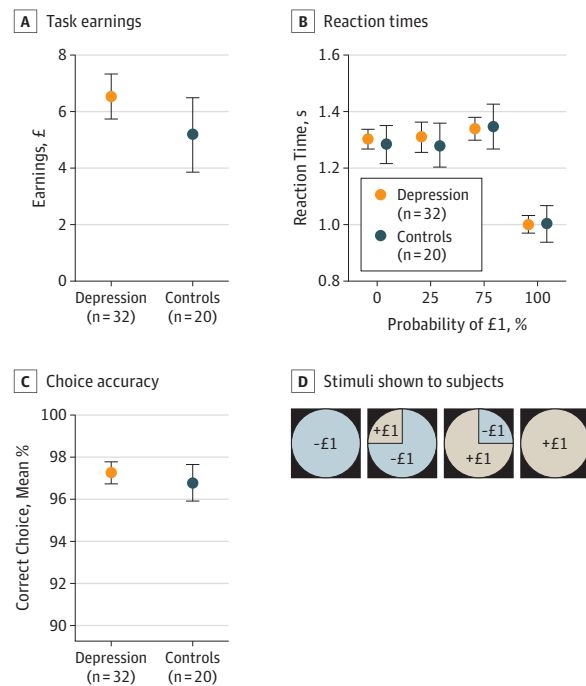 A Task earnings
8
6
4
2
0
Earnings, £
Depression
(n=32)
Controls
(n=20)
B Reaction times
1.6
1.4
1.2
1.0
0.8
Reaction Time, s
Depression
(n=32)
Controls
(n=20)
0 25 75 100
Probability of £1, %
C Choice accuracy
100
98
96
94
92
90
Correct Choice, Mean %
Depression
(n=32)
Controls
(n=20)
D Stimuli shown to subjects
-£1
+£1
-£1
-£1
+£1
+£1